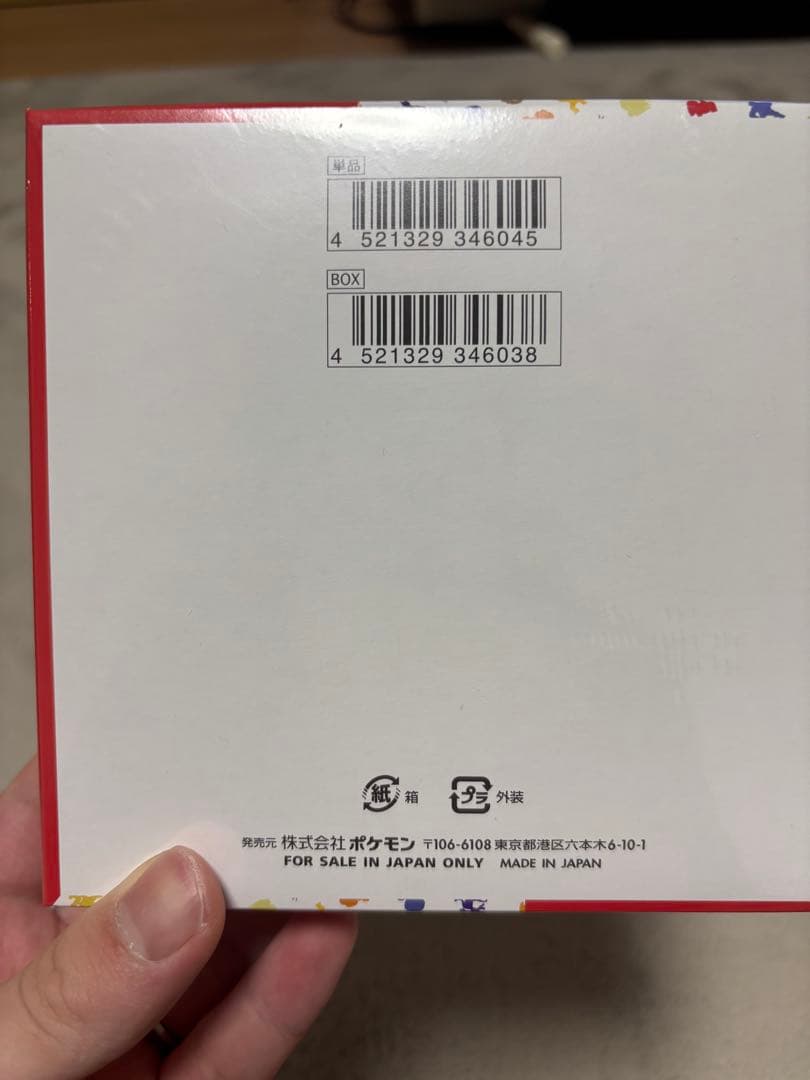 単品
4 521329 346045
BOX
4 521329 346038
紙 箱 プラ 外装
発売元 株式会社 ポケモン 〒106-6108 東京都港区六本木6-10-1
FOR SALE IN JAPAN ONLY MADE IN JAPAN